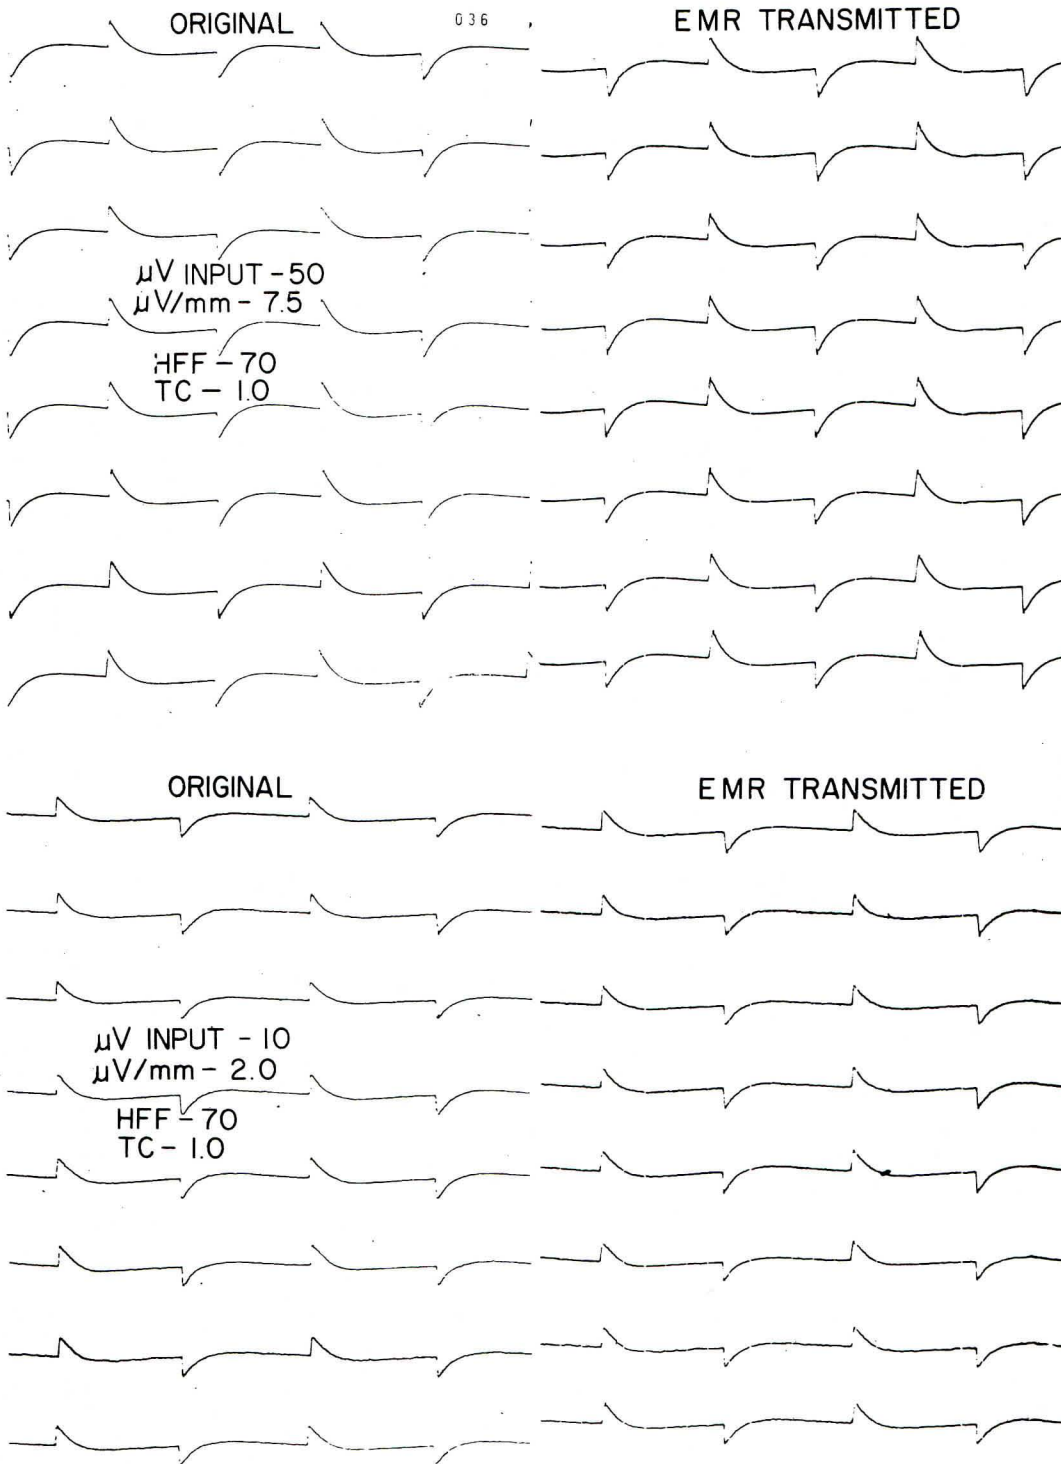 ORIGINAL
036
EMR TRANSMITTED
μV INPUT - 50
μV/mm - 7.5
HFF - 70
TC - 1.0
ORIGINAL
EMR TRANSMITTED
μV INPUT - 10
μV/mm - 2.0
HFF - 70
TC - 1.0